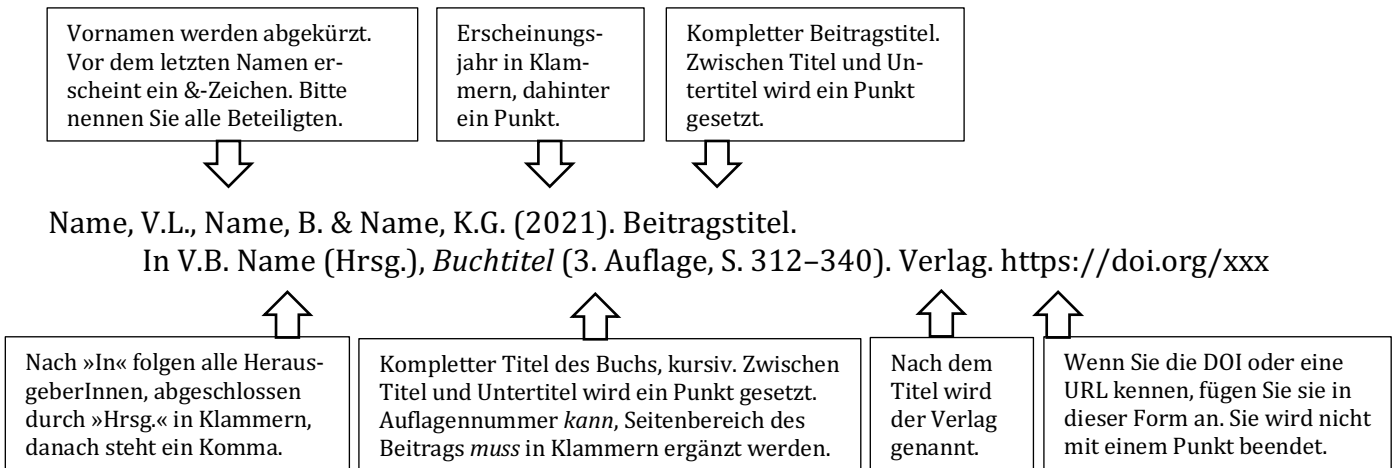 Vornamen werden abgekürzt.
Vor dem letzten Namen er-
scheint ein &-Zeichen. Bitte
nennen Sie alle Beteiligten.
Erscheinungs-
jahr in Klam-
mern, dahinter
ein Punkt.
Kompletter Beitragstitel.
Zwischen Titel und Un-
tertitel wird ein Punkt
gesetzt.
Name, V.L., Name, B. & Name, K.G. (2021). Beitragstitel.
In V.B. Name (Hrsg.), Buchtitel (3. Auflage, S. 312–340). Verlag. https://doi.org/xxx
Nach »In« folgen alle Heraus-
geberInnen, abgeschlossen
durch »Hrsg.« in Klammern,
danach steht ein Komma.
Kompletter Titel des Buchs, kursiv. Zwischen
Titel und Untertitel wird ein Punkt gesetzt.
Auflagennummer kann, Seitenbereich des
Beitrags muss in Klammern ergänzt werden.
Nach dem
Titel wird
der Verlag
genannt.
Wenn Sie die DOI oder eine
URL kennen, fügen Sie sie in
dieser Form an. Sie wird nicht
mit einem Punkt beendet.